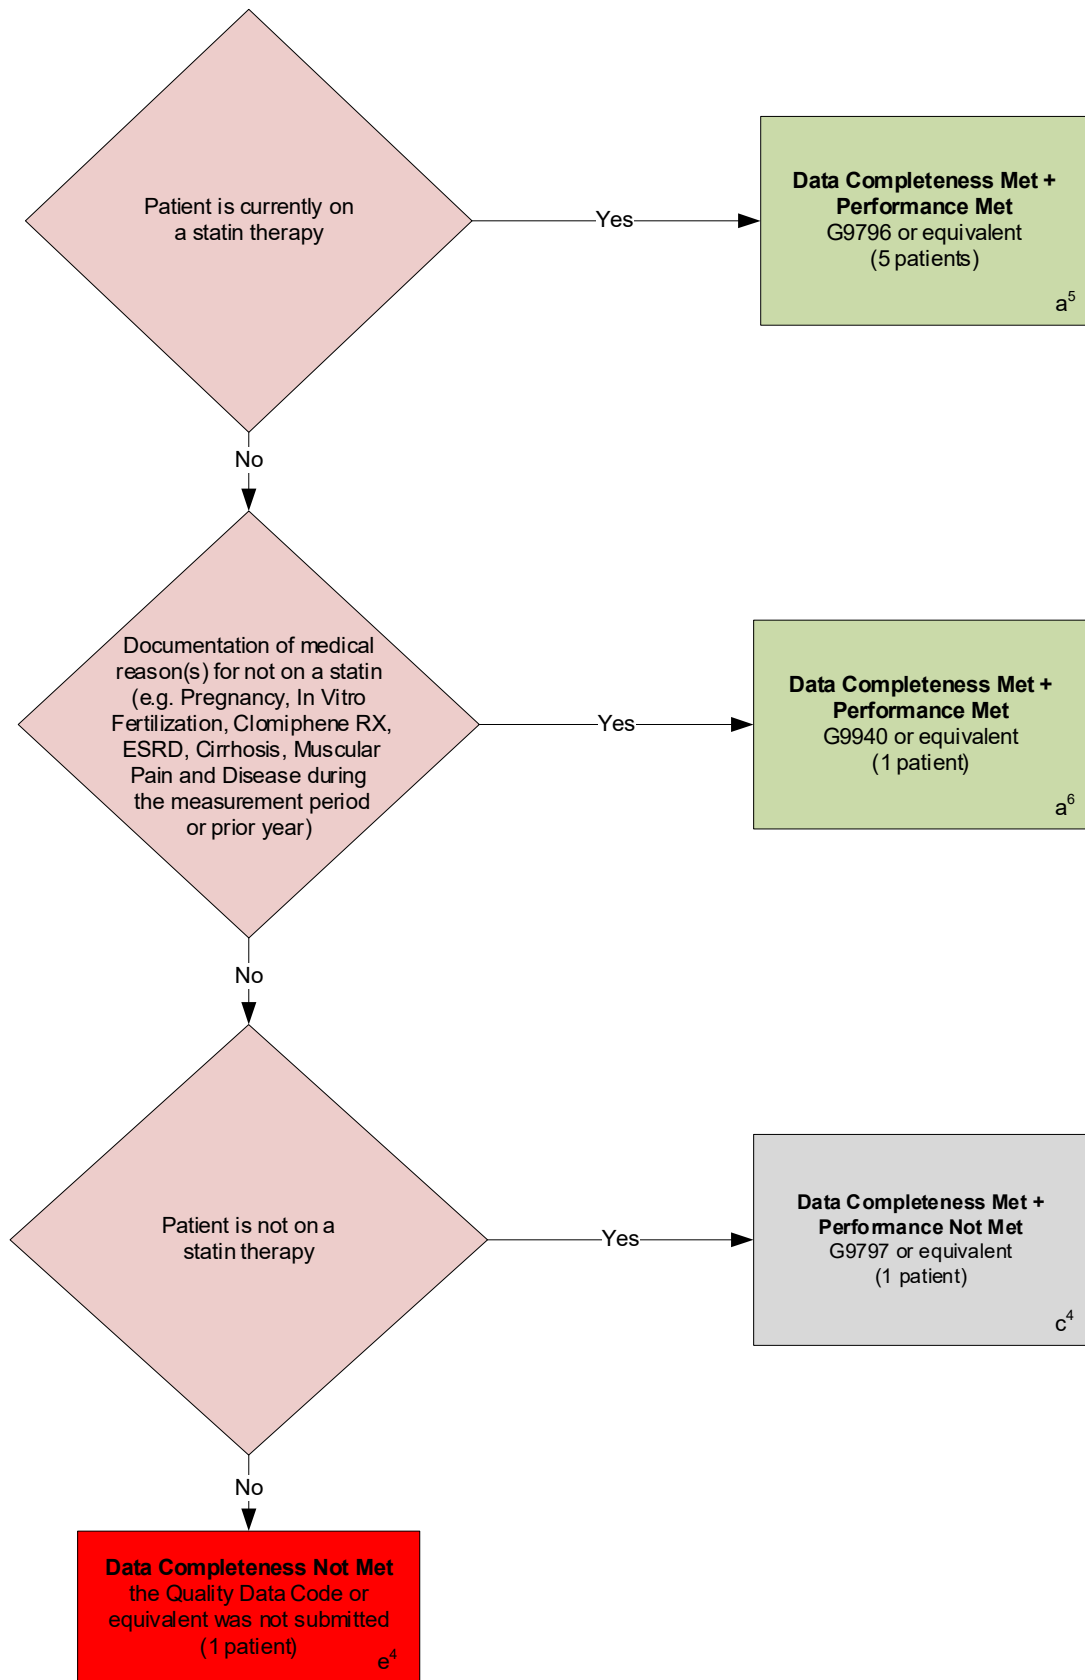 Patient is currently on
a statin therapy
Yes
Data Completeness Met +
Performance Met
G9796 or equivalent
(5 patients)
a⁵
No
Documentation of medical
reason(s) for not on a statin
(e.g. Pregnancy, In Vitro
Fertilization, Clomiphene RX,
ESRD, Cirrhosis, Muscular
Pain and Disease during
the measurement period
or prior year)
Yes
Data Completeness Met +
Performance Met
G9940 or equivalent
(1 patient)
a⁶
No
Patient is not on a
statin therapy
Yes
Data Completeness Met +
Performance Not Met
G9797 or equivalent
(1 patient)
c⁴
No
Data Completeness Not Met
the Quality Data Code or
equivalent was not submitted
(1 patient)
e⁴